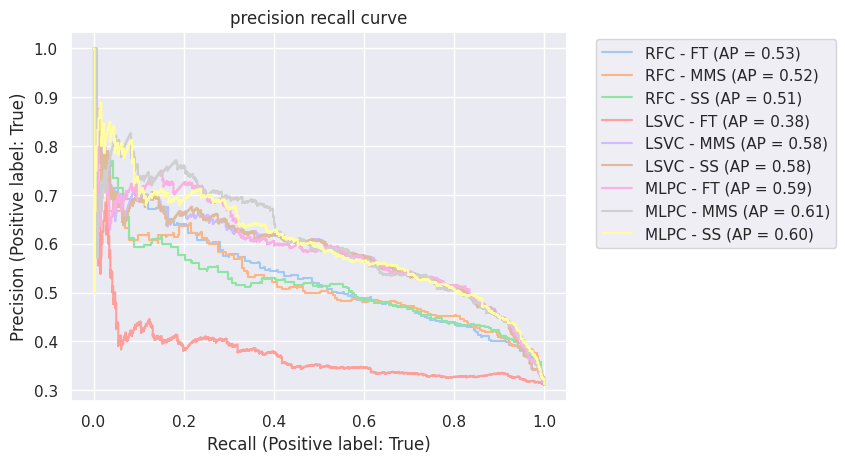 precision recall curve
Precision (Positive label: True)
1.0
0.9
0.8
0.7
0.6
0.5
0.4
0.3
0.0 0.2 0.4 0.6 0.8 1.0
Recall (Positive label: True)
RFC - FT (AP = 0.53)
RFC - MMS (AP = 0.52)
RFC - SS (AP = 0.51)
LSVC - FT (AP = 0.38)
LSVC - MMS (AP = 0.58)
LSVC - SS (AP = 0.58)
MLPC - FT (AP = 0.59)
MLPC - MMS (AP = 0.61)
MLPC - SS (AP = 0.60)